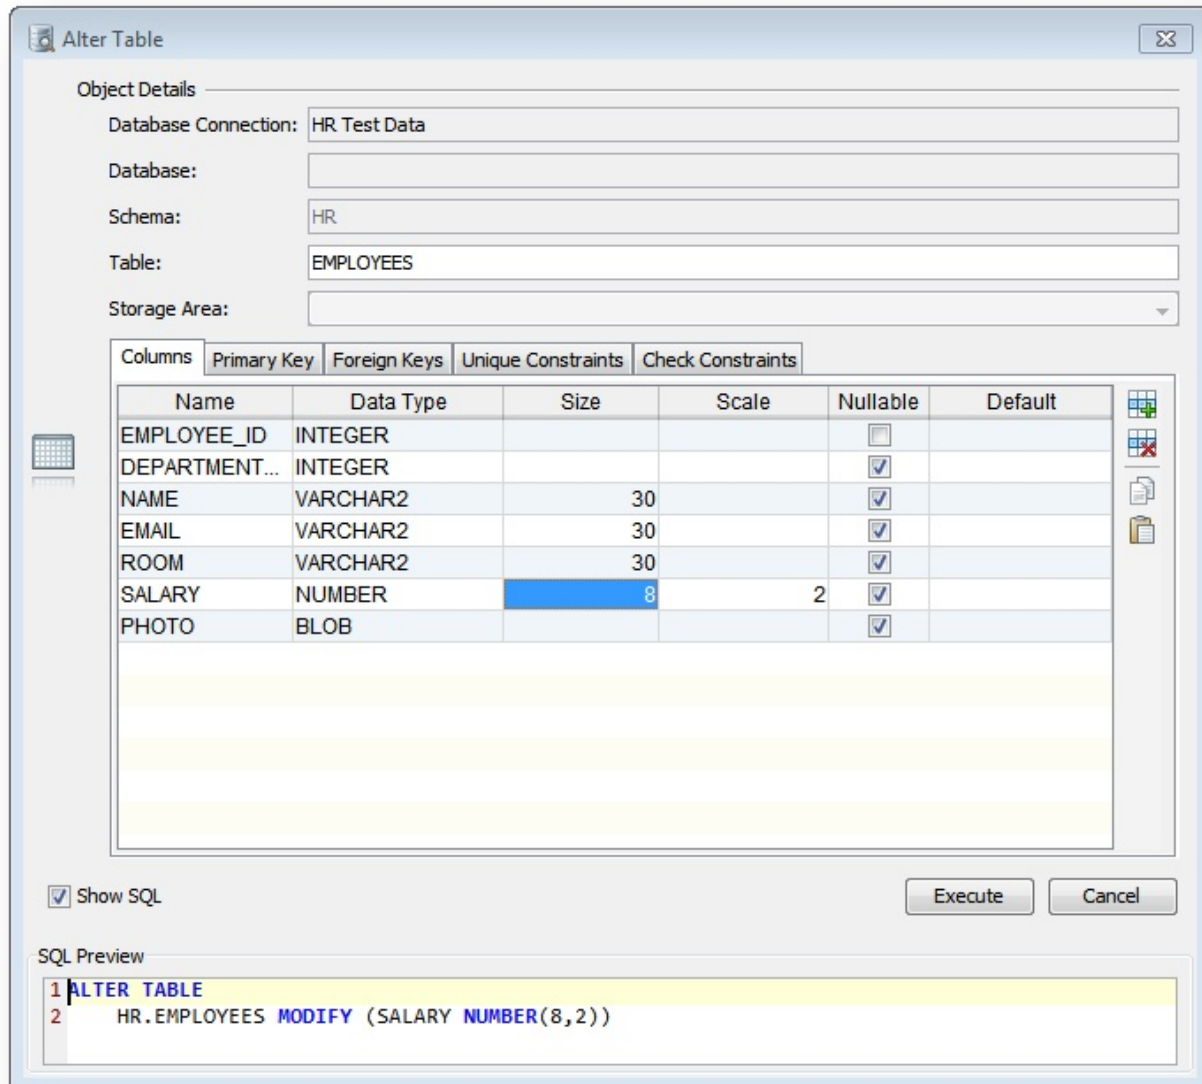 Alter Table
Object Details
Database Connection: HR Test Data
Database:
Schema: HR
Table: EMPLOYEES
Storage Area:
Columns Primary Key Foreign Keys Unique Constraints Check Constraints
Name Data Type Size Scale Nullable Default
EMPLOYEE_ID INTEGER
DEPARTMENT... INTEGER
NAME VARCHAR2 30
EMAIL VARCHAR2 30
ROOM VARCHAR2 30
SALARY NUMBER 8 2
PHOTO BLOB
Show SQL Execute Cancel
SQL Preview
1 ALTER TABLE
2 HR.EMPLOYEES MODIFY (SALARY NUMBER(8,2))